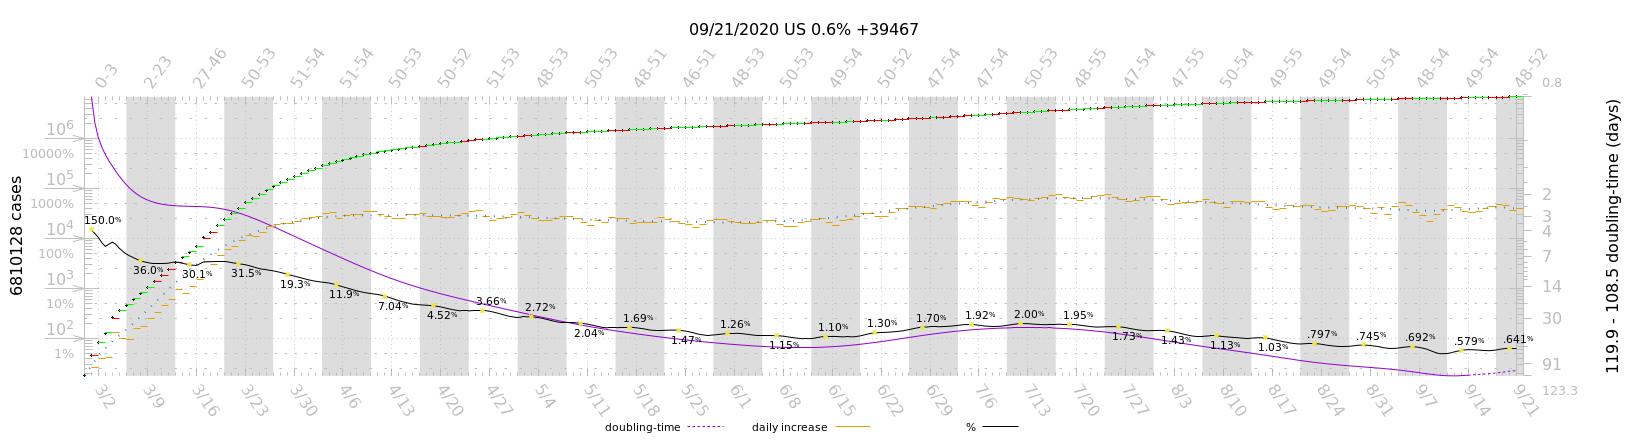 09/21/2020 US 0.6% +39467
0-3 2-23 27-46 50-53 51-54 51-54 50-53 50-52 51-53 48-53 50-53 48-51 46-51 48-53 49-54 50-52 47-54 47-54 50-53 48-55 47-54 47-55 50-54 49-55 49-54 50-54 48-54 49-54 48-52
6810128 cases
10⁶
10000%
10⁵
1000%
10⁴
100%
10³
10%
10²
1%
0.8
2
3
4
7
14
30
91
123.3
119.9 - 108.5 doubling-time (days)
150.0% 36.0% 30.1% 31.5% 19.3% 11.9% 7.04% 4.52% 3.66% 2.72% 2.04% 1.69% 1.47% 1.26% 1.15% 1.10% 1.30% 1.70% 1.92% 2.00% 1.95% 1.73% 1.43% 1.13% 1.03% .797% .745% .692% .579% .641%
3/2 3/9 3/16 3/23 3/30 4/6 4/13 4/20 4/27 5/4 5/11 5/18 5/25 6/1 6/8 6/15 6/22 6/29 7/6 7/13 7/20 7/27 8/3 8/10 8/17 8/24 8/31 9/7 9/14 9/21
doubling-time daily increase %